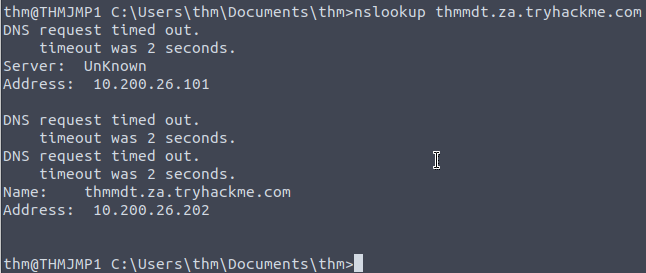 thm@THMJMP1 C:\Users\thm\Documents\thm>nslookup thmmdt.za.tryhackme.com
DNS request timed out.
    timeout was 2 seconds.
Server:  UnKnown
Address:  10.200.26.101

DNS request timed out.
    timeout was 2 seconds.
DNS request timed out.
    timeout was 2 seconds.
Name:    thmmdt.za.tryhackme.com
Address:  10.200.26.202

thm@THMJMP1 C:\Users\thm\Documents\thm>